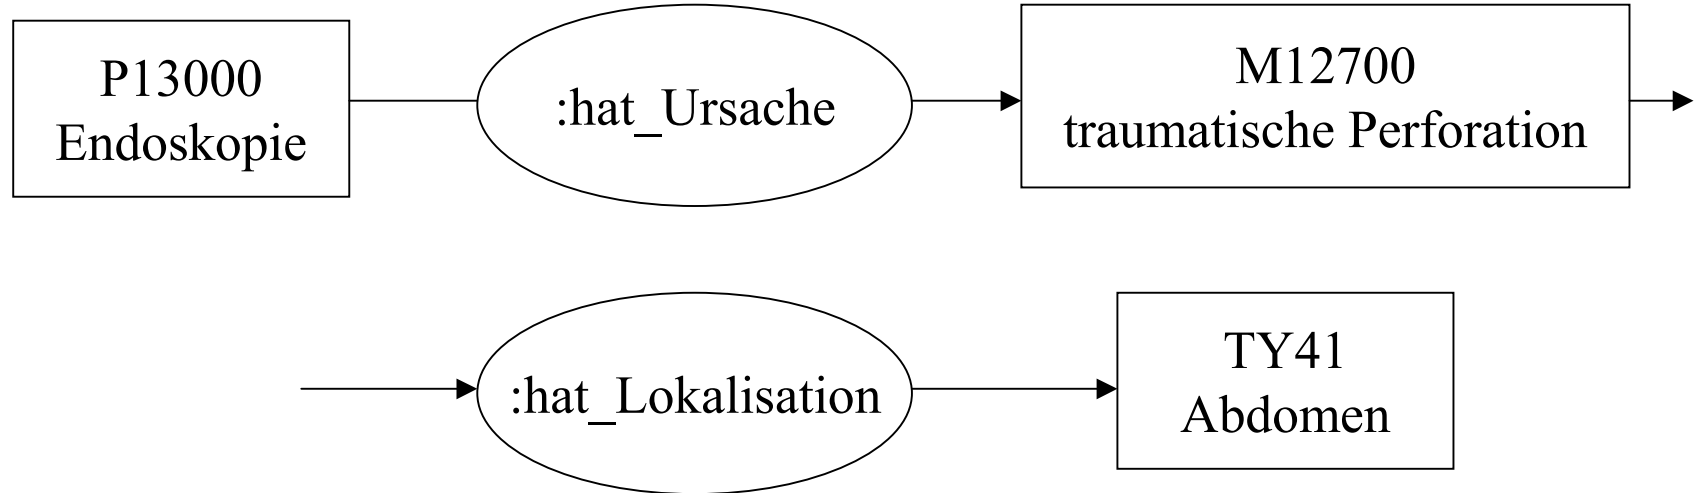 P13000
Endoskopie
:hat_Ursache
M12700
traumatische Perforation
:hat_Lokalisation
TY41
Abdomen